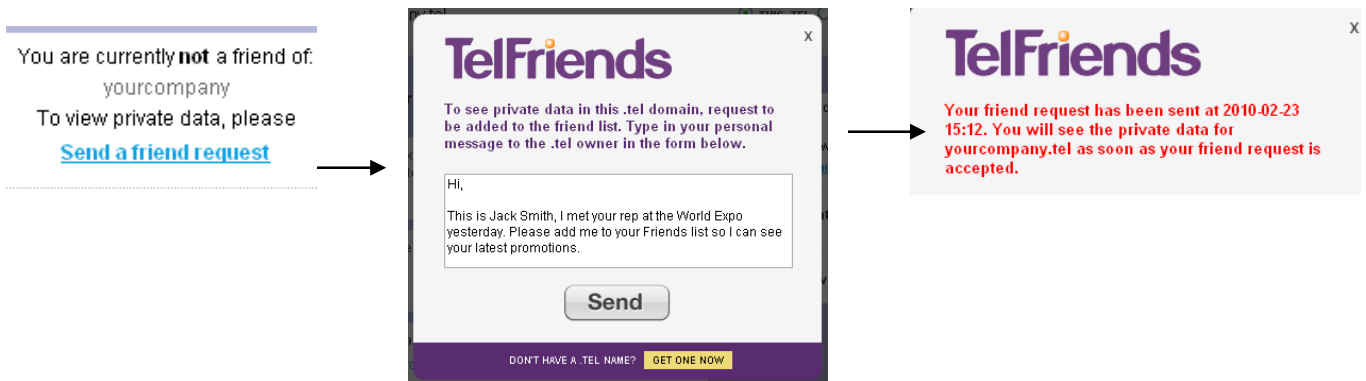 You are currently not a friend of:
yourcompany
To view private data, please
Send a friend request
X
TelFriends
To see private data in this .tel domain, request to
be added to the friend list. Type in your personal
message to the .tel owner in the form below.
Hi,
This is Jack Smith, I met your rep at the World Expo
yesterday. Please add me to your Friends list so I can see
your latest promotions.
Send
DON'T HAVE A .TEL NAME? GET ONE NOW
X
TelFriends
Your friend request has been sent at 2010-02-23
15:12. You will see the private data for
yourcompany.tel as soon as your friend request is
accepted.